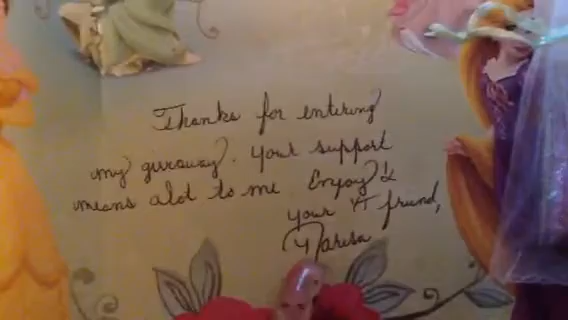 Thanks for entering
my giveaway. Your support
means alot to me. Enjoy!
your YT friend,
Marisa